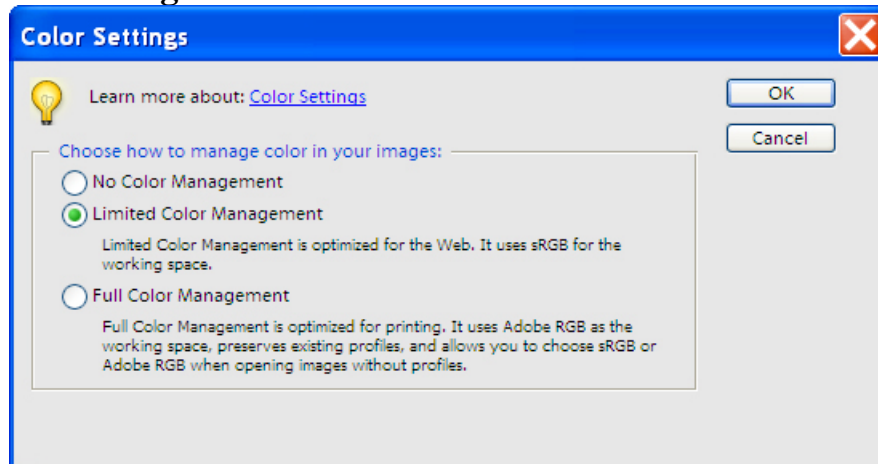 Color Settings
Learn more about: Color Settings
OK
Cancel
Choose how to manage color in your images:
No Color Management
Limited Color Management
Limited Color Management is optimized for the Web. It uses sRGB for the
working space.
Full Color Management
Full Color Management is optimized for printing. It uses Adobe RGB as the
working space, preserves existing profiles, and allows you to choose sRGB or
Adobe RGB when opening images without profiles.